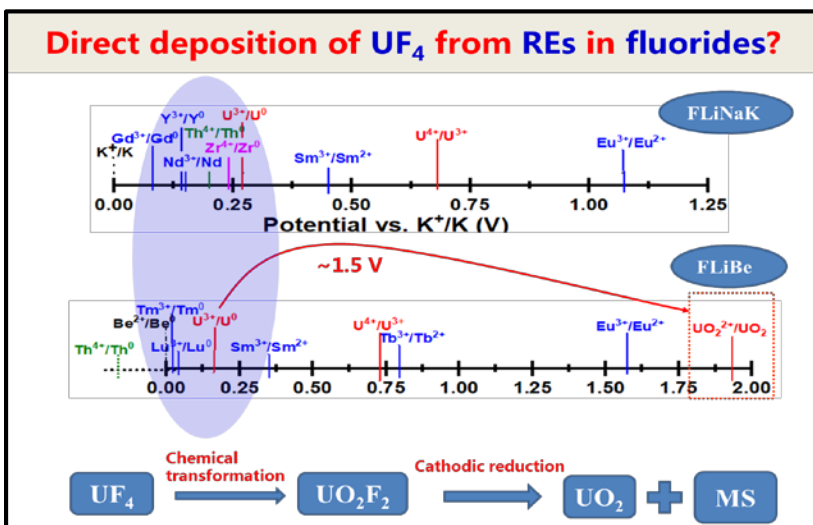 Direct deposition of UF₄ from REs in fluorides?
FLiNaK
Y³⁺/Y⁰
U³⁺/U⁰
Gd³⁺/Gd⁰
Th⁴⁺/Th⁰
K⁺/K
Nd³⁺/Nd
Zr⁴⁺/Zr⁰
Sm³⁺/Sm²⁺
U⁴⁺/U³⁺
Eu³⁺/Eu²⁺
0.00 0.25 0.50 0.75 1.00 1.25
Potential vs. K⁺/K (V)
FLiBe
~1.5 V
Tm³⁺/Tm⁰
Be²⁺/Be⁰
U³⁺/U⁰
Th⁴⁺/Th⁰
Lu³⁺/Lu⁰
Sm³⁺/Sm²⁺
U⁴⁺/U³⁺
Tb³⁺/Tb²⁺
Eu³⁺/Eu²⁺
UO₂²⁺/UO₂
0.00 0.25 0.50 0.75 1.00 1.25 1.50 1.75 2.00
Chemical
transformation
Cathodic reduction
UF₄
UO₂F₂
UO₂
MS